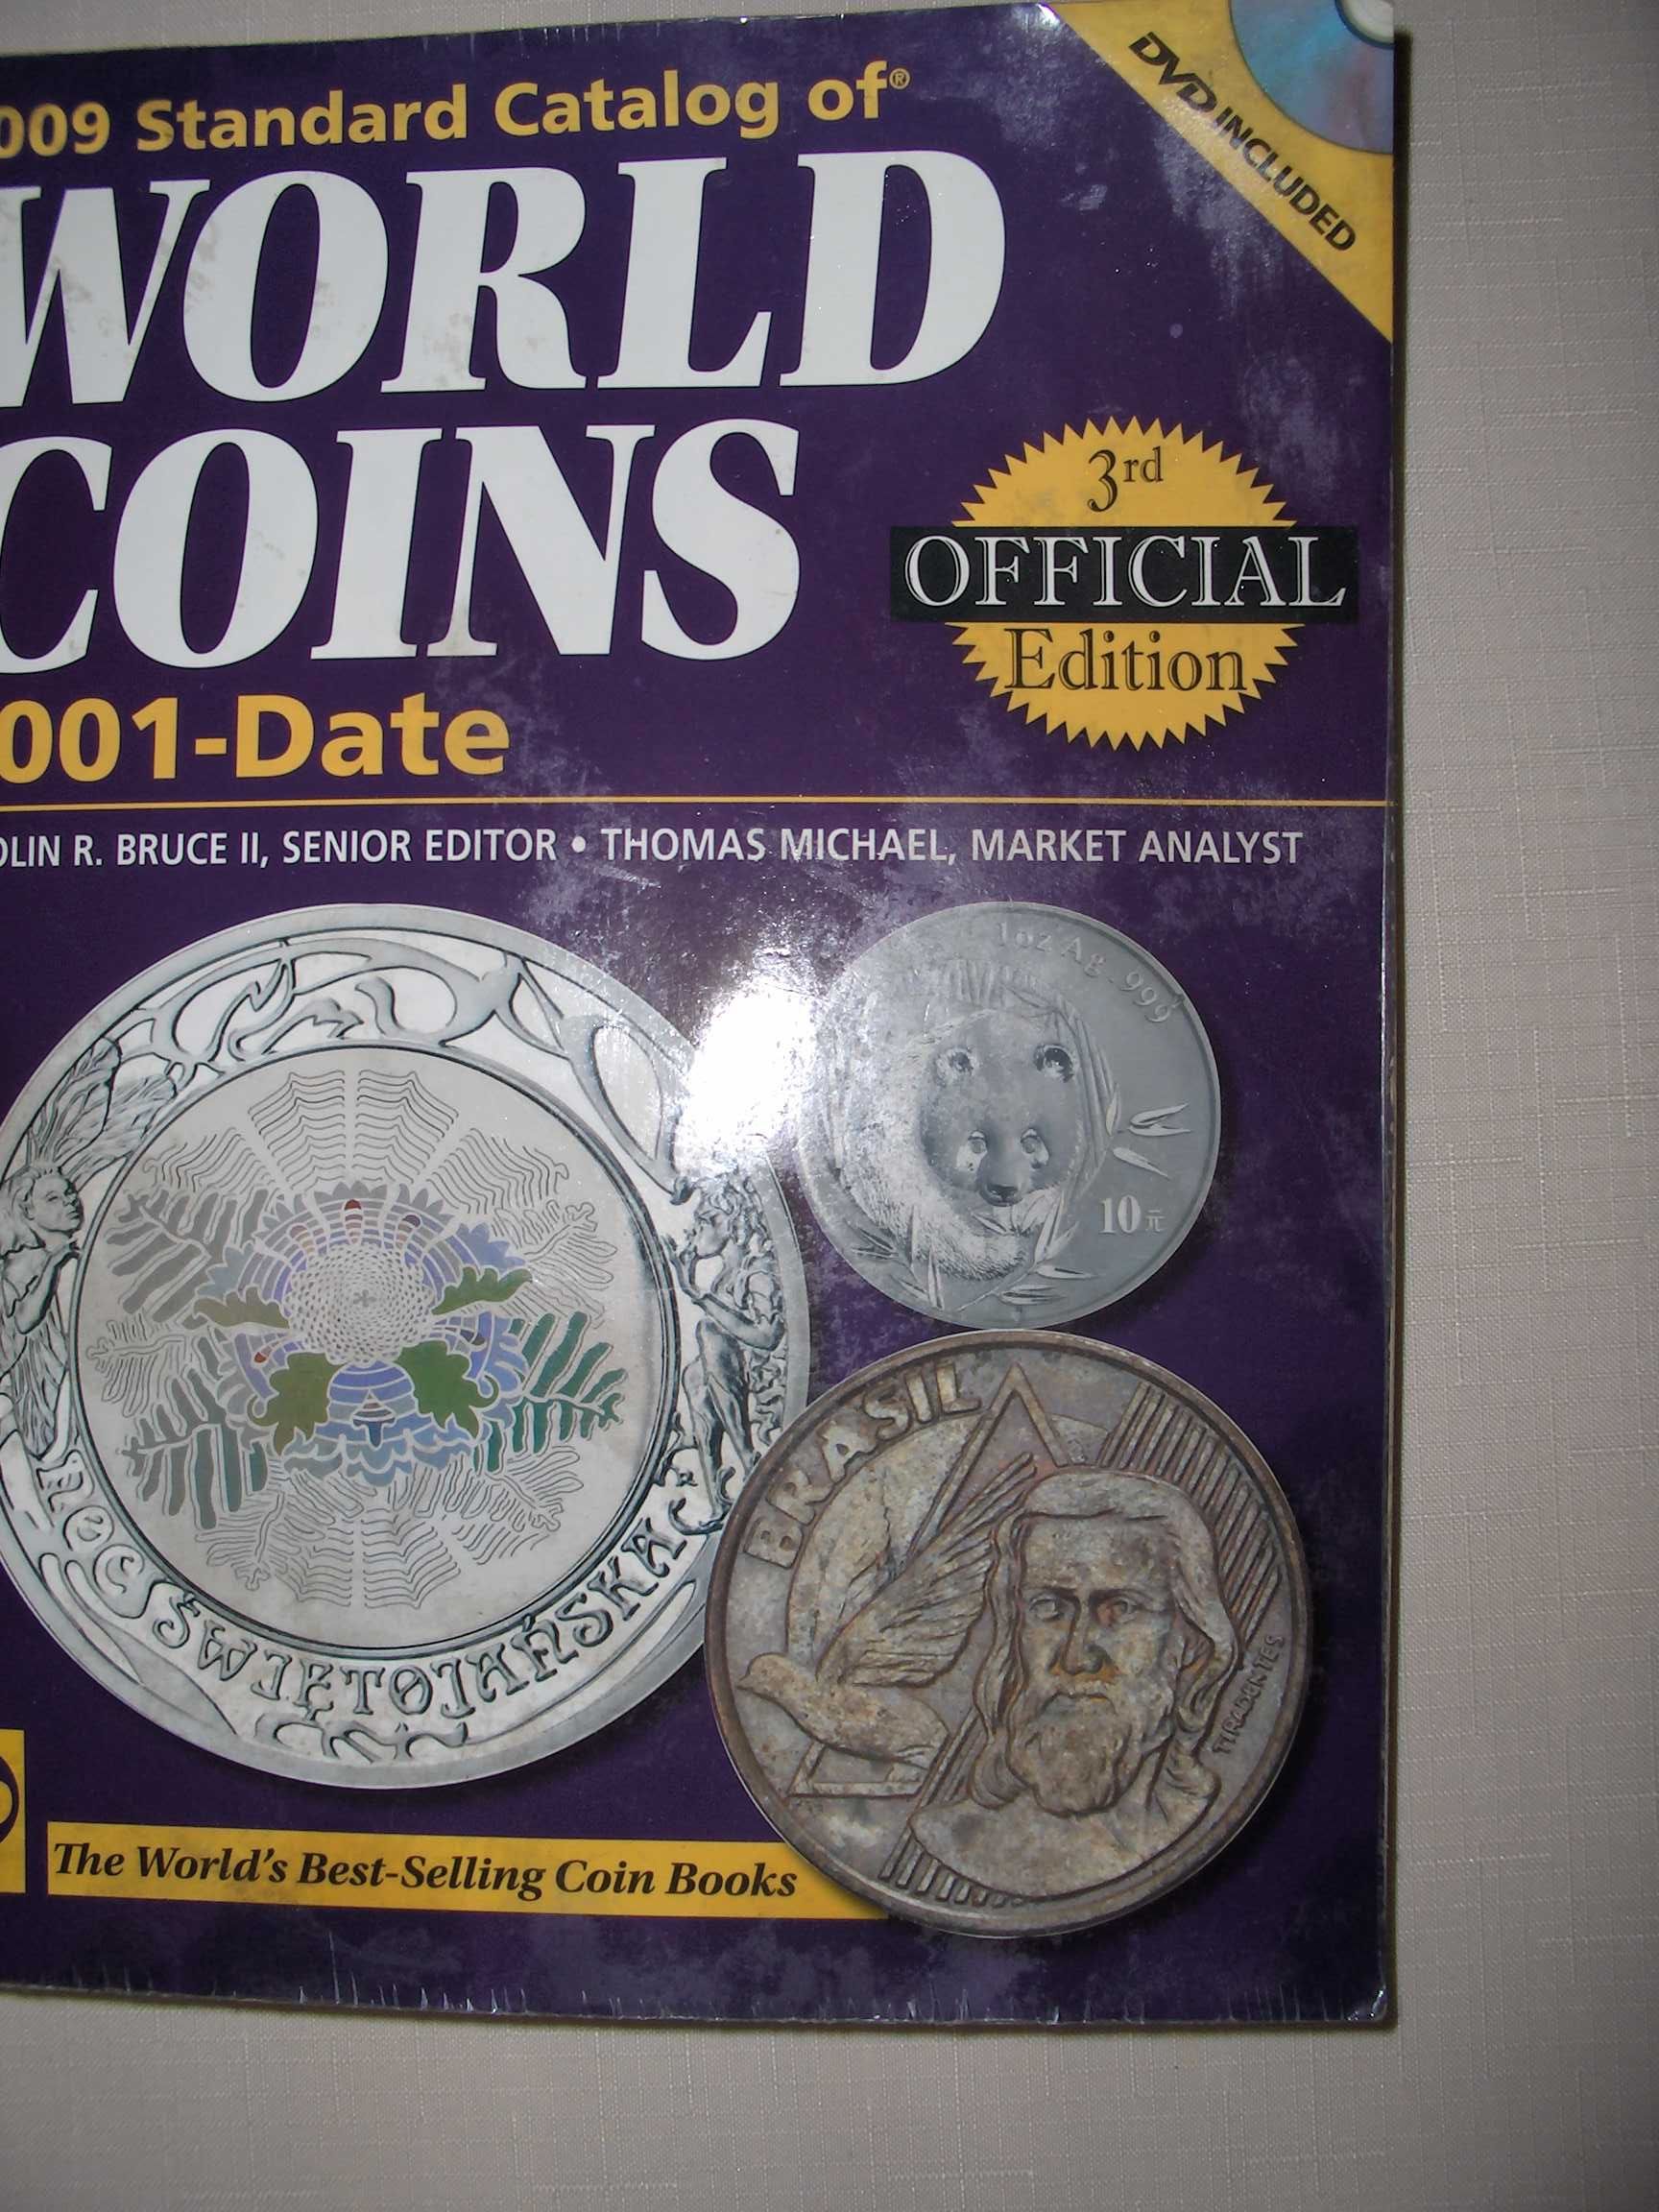 009 Standard Catalog of®
DVD INCLUDED
WORLD
COINS
3rd
OFFICIAL
Edition
001-Date
OLIN R. BRUCE II, SENIOR EDITOR • THOMAS MICHAEL, MARKET ANALYST
1oz Ag .999
10元
NOC ŚWIĘTOJAŃSKA
BRASIL
TIRADENTES
The World's Best-Selling Coin Books